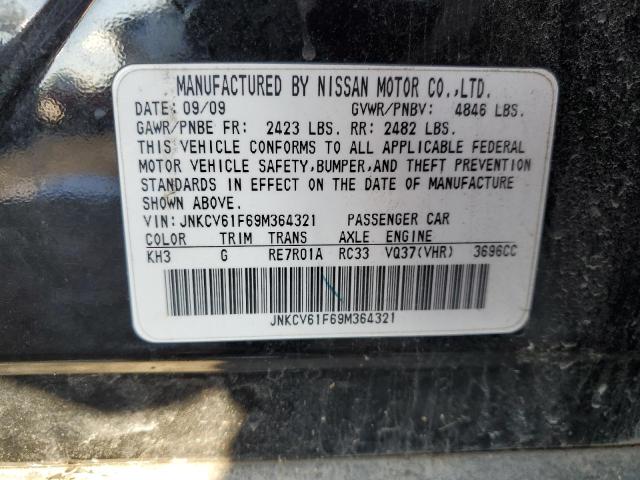 MANUFACTURED BY NISSAN MOTOR CO.,LTD.
DATE: 09/09 GVWR/PNBV: 4846 LBS.
GAWR/PNBE FR: 2423 LBS. RR: 2482 LBS.
THIS VEHICLE CONFORMS TO ALL APPLICABLE FEDERAL
MOTOR VEHICLE SAFETY,BUMPER,AND THEFT PREVENTION
STANDARDS IN EFFECT ON THE DATE OF MANUFACTURE
SHOWN ABOVE.
VIN: JNKCV61F69M364321 PASSENGER CAR
COLOR TRIM TRANS AXLE ENGINE
KH3 G RE7R01A RC33 VQ37(VHR) 3696CC
JNKCV61F69M364321